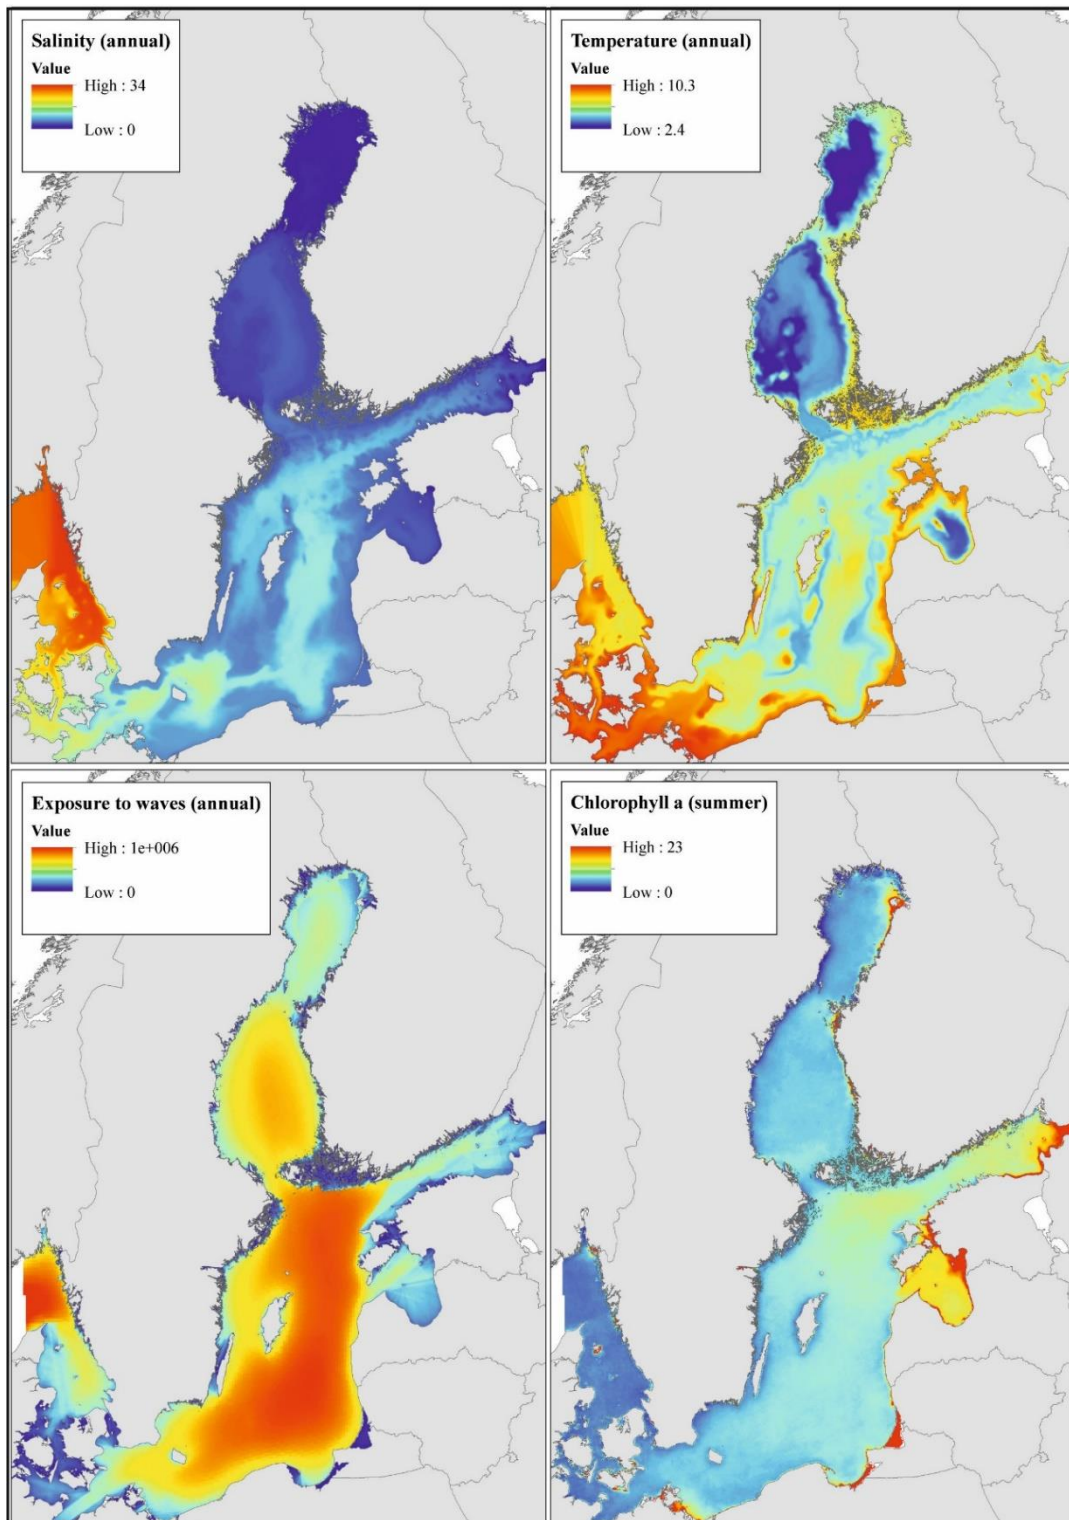 Salinity (annual)
Value
High : 34
Low : 0
Temperature (annual)
Value
High : 10.3
Low : 2.4
Exposure to waves (annual)
Value
High : 1e+006
Low : 0
Chlorophyll a (summer)
Value
High : 23
Low : 0